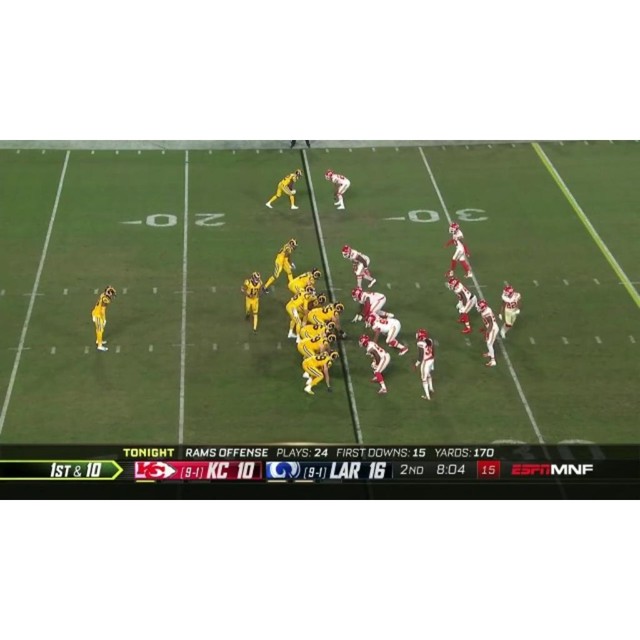 20
30
TONIGHT RAMS OFFENSE PLAYS: 24 FIRST DOWNS: 15 YARDS: 170
1ST & 10 KC (9-1) KC 10 (9-1) LAR 16 2ND 8:04 15 ESPN MNF